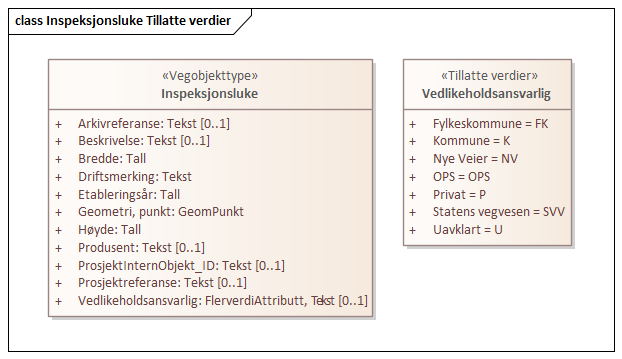 class Inspeksjonsluke Tillatte verdier
«Vegobjekttype»
Inspeksjonsluke
+ Arkivreferanse: Tekst [0..1]
+ Beskrivelse: Tekst [0..1]
+ Bredde: Tall
+ Driftsmerking: Tekst
+ Etableringsår: Tall
+ Geometri, punkt: GeomPunkt
+ Høyde: Tall
+ Produsent: Tekst [0..1]
+ ProsjektInternObjekt_ID: Tekst [0..1]
+ Prosjektreferanse: Tekst [0..1]
+ Vedlikeholdsansvarlig: FlerverdiAttributt, Tekst [0..1]
«Tillatte verdier»
Vedlikeholdsansvarlig
+ Fylkeskommune = FK
+ Kommune = K
+ Nye Veier = NV
+ OPS = OPS
+ Privat = P
+ Statens vegvesen = SVV
+ Uavklart = U